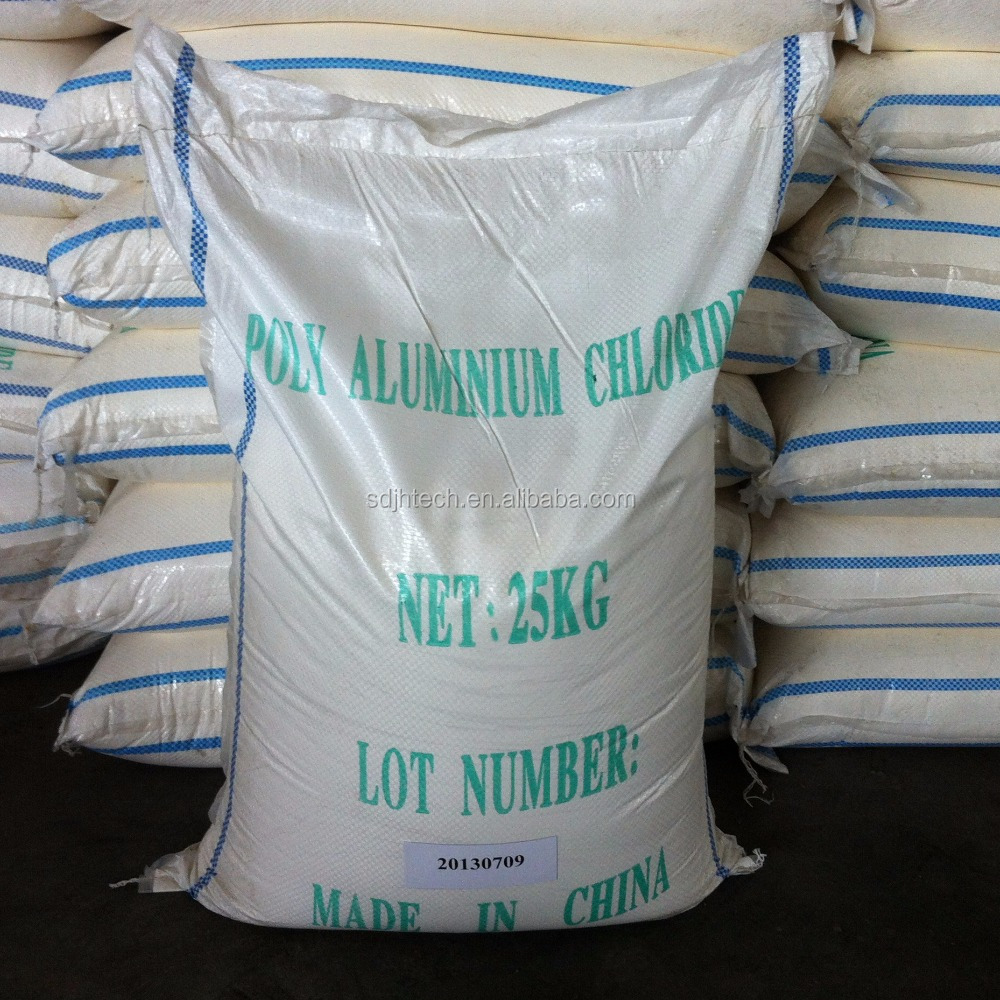 POLY ALUMINIUM CHLORIDE
sdjhtech.en.alibaba.com
NET: 25KG
LOT NUMBER:
20130709
MADE IN CHINA